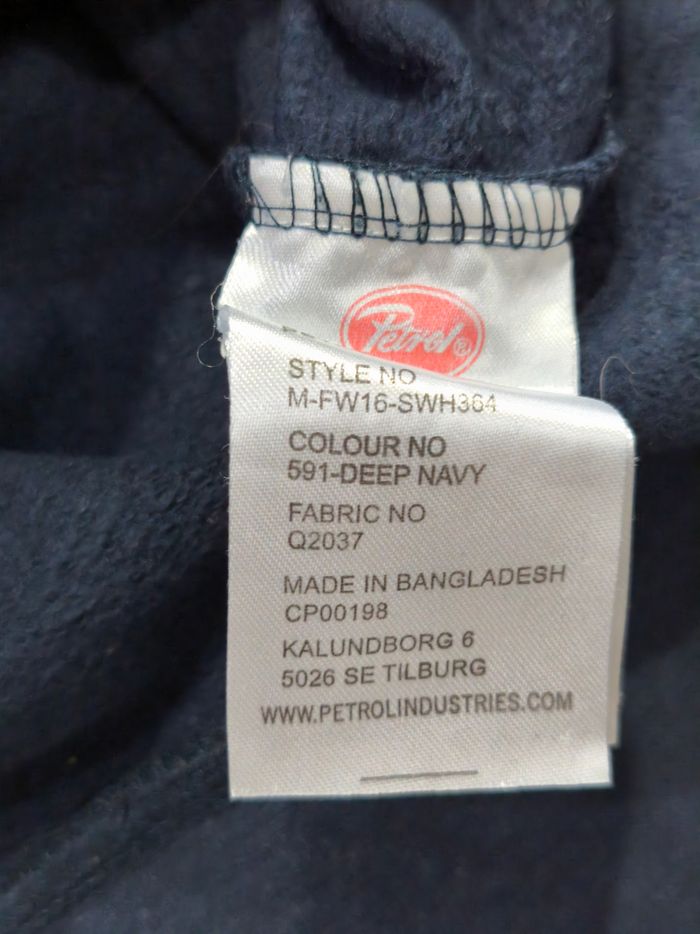 Petrol®
STYLE NO
M-FW16-SWH364
COLOUR NO
591-DEEP NAVY
FABRIC NO
Q2037
MADE IN BANGLADESH
CP00198
KALUNDBORG 6
5026 SE TILBURG
WWW.PETROLINDUSTRIES.COM